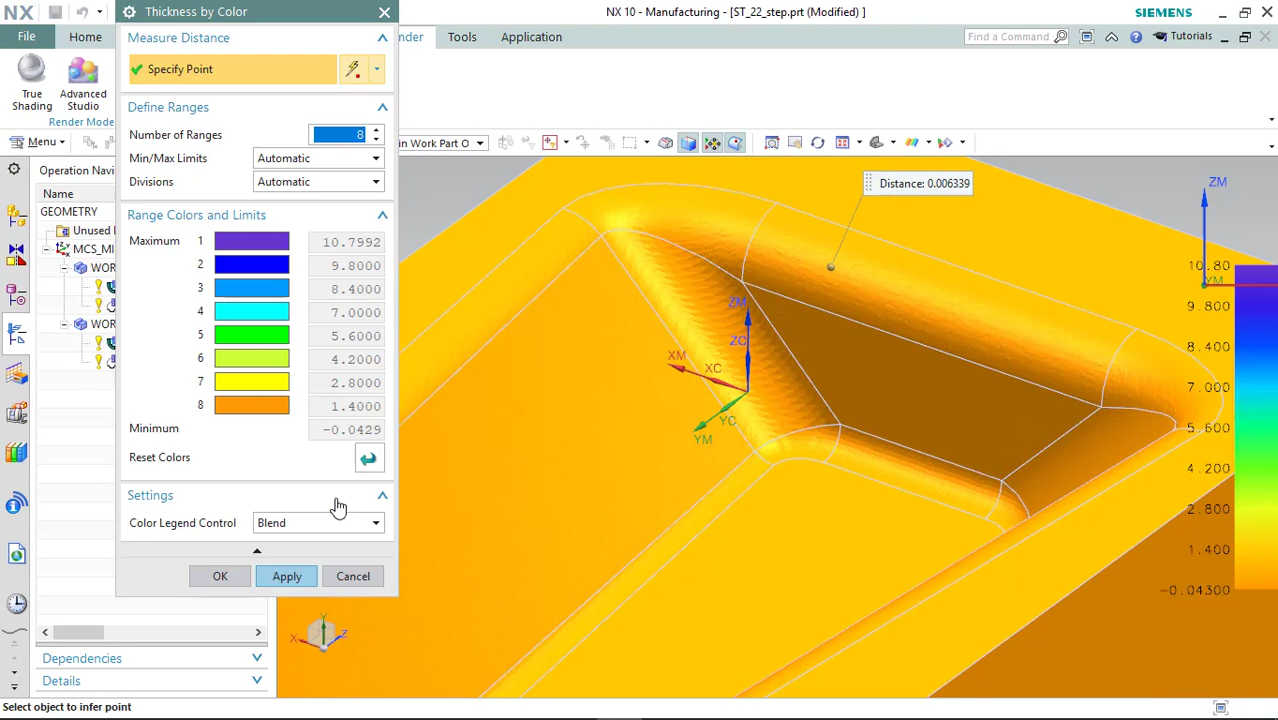 NX
NX 10 - Manufacturing - [ST_22_step.prt (Modified) ]
SIEMENS
File
Home
Tools
Application
Find a Command
Tutorials
True
Shading
Advanced
Studio
Render Mode
Menu
in Work Part O
Operation Navi
Name
GEOMETRY
Unused
MCS_MI
WOR
WOR
Dependencies
Details
Thickness by Color
Measure Distance
Specify Point
Define Ranges
Number of Ranges 8
Min/Max Limits Automatic
Divisions Automatic
Range Colors and Limits
Maximum 1 10.7992
2 9.8000
3 8.4000
4 7.0000
5 5.6000
6 4.2000
7 2.8000
8 1.4000
Minimum -0.0429
Reset Colors
Settings
Color Legend Control Blend
OK Apply Cancel
Distance: 0.006339
ZM
10.80
YM
9.800
8.400
7.000
5.600
4.200
2.800
1.400
-0.04300
ZM
ZC
XM
XC
YC
YM
Y
X
Z
Select object to infer point